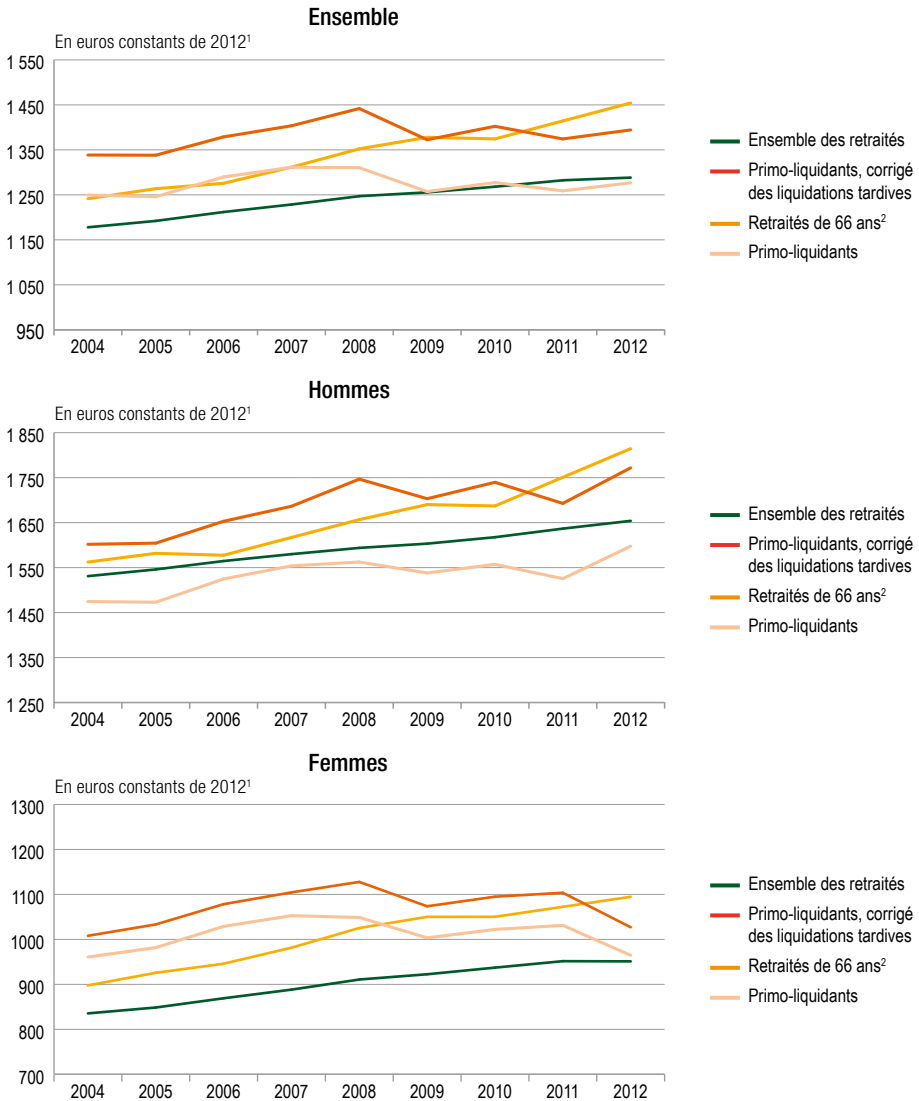 Ensemble
En euros constants de 2012¹
1 550
1 450
1 350
1 250
1 150
1 050
950
2004 2005 2006 2007 2008 2009 2010 2011 2012
Ensemble des retraités
Primo-liquidants, corrigé
des liquidations tardives
Retraités de 66 ans²
Primo-liquidants
Hommes
En euros constants de 2012¹
1 850
1 750
1 650
1 550
1 450
1 350
1 250
2004 2005 2006 2007 2008 2009 2010 2011 2012
Ensemble des retraités
Primo-liquidants, corrigé
des liquidations tardives
Retraités de 66 ans²
Primo-liquidants
Femmes
En euros constants de 2012¹
1300
1200
1100
1000
900
800
700
2004 2005 2006 2007 2008 2009 2010 2011 2012
Ensemble des retraités
Primo-liquidants, corrigé
des liquidations tardives
Retraités de 66 ans²
Primo-liquidants